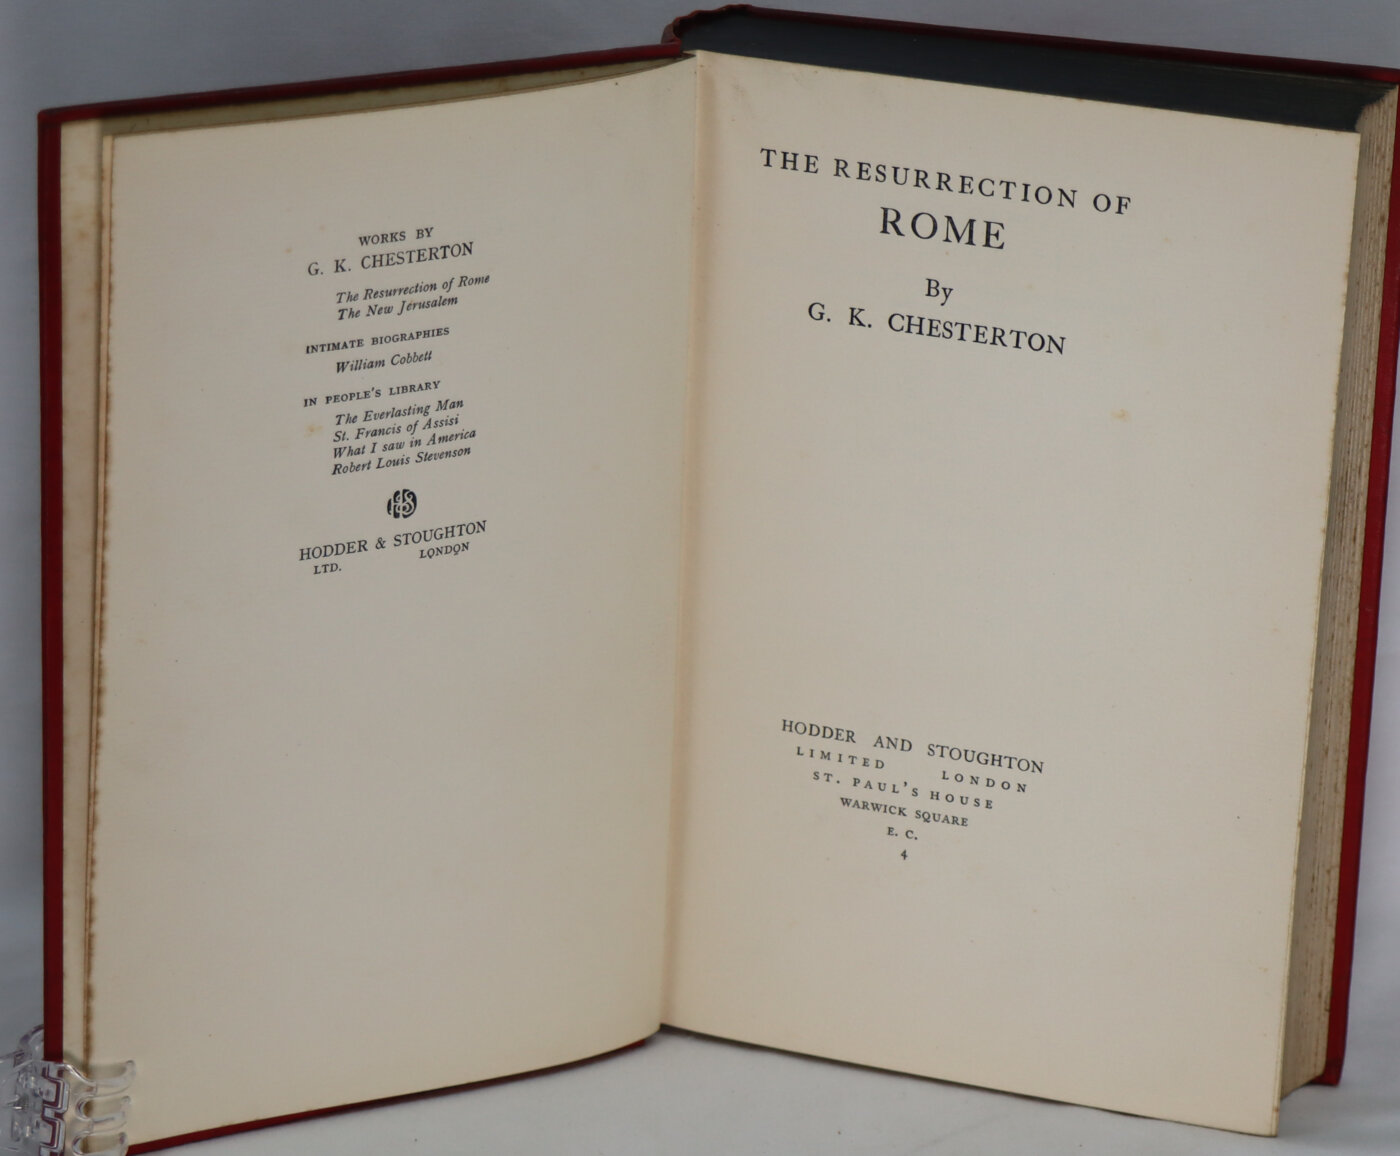 WORKS BY
G. K. CHESTERTON
The Resurrection of Rome
The New Jerusalem
INTIMATE BIOGRAPHIES
William Cobbett
IN PEOPLE'S LIBRARY
The Everlasting Man
St. Francis of Assisi
What I saw in America
Robert Louis Stevenson
HODDER & STOUGHTON
LTD. LONDON
THE RESURRECTION OF
ROME
By
G. K. CHESTERTON
HODDER AND STOUGHTON
LIMITED LONDON
ST. PAUL'S HOUSE
WARWICK SQUARE
E. C.
4